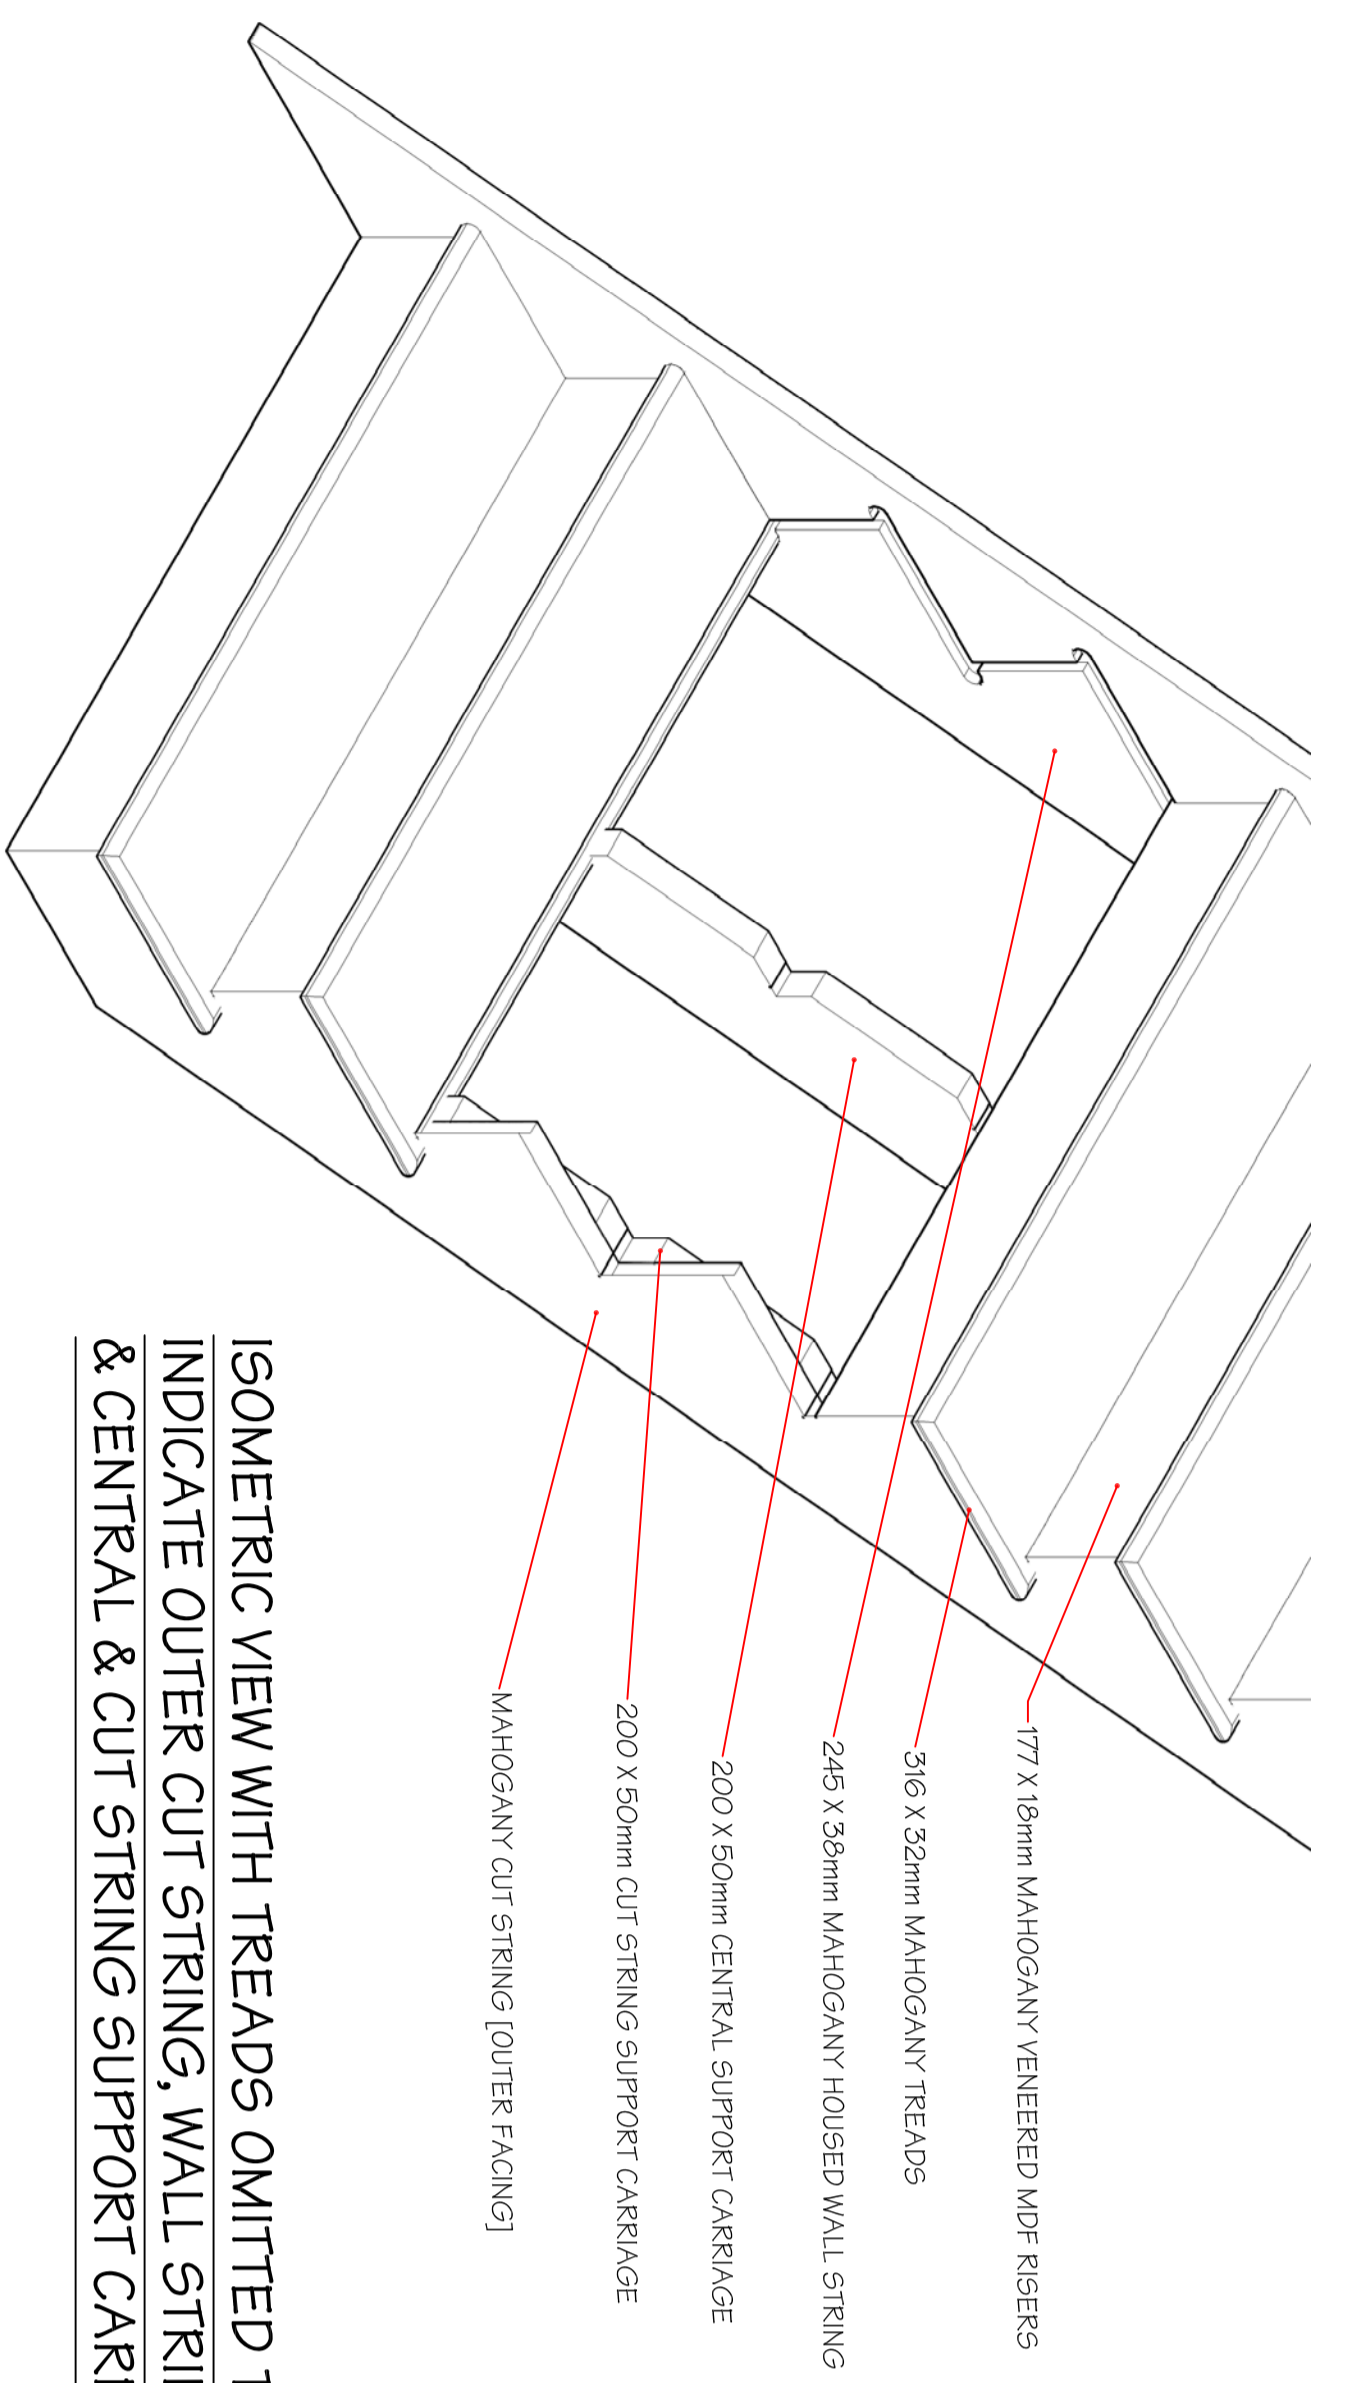 177 X 18mm MAHOGANY VENEERED MDF RISERS
316 X 32mm MAHOGANY TREADS
245 X 38mm MAHOGANY HOUSED WALL STRING
200 X 50mm CENTRAL SUPPORT CARRIAGE
200 X 50mm CUT STRING SUPPORT CARRIAGE
MAHOGANY CUT STRING [OUTER FACING]
ISOMETRIC VIEW WITH TREADS OMITTED
INDICATE OUTER CUT STRING, WALL
& CENTRAL & CUT STRING SUPPORT